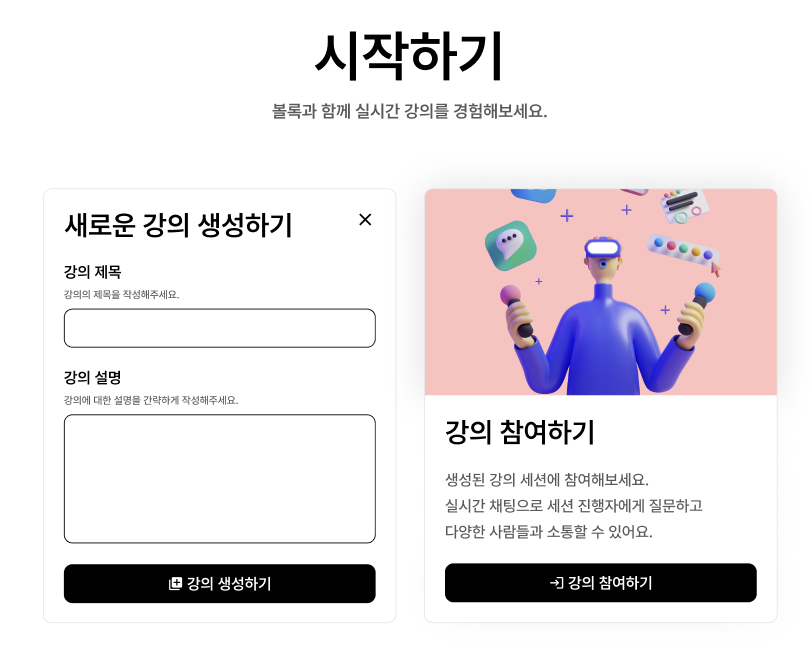 시작하기
볼록과 함께 실시간 강의를 경험해보세요.
새로운 강의 생성하기
강의 제목
강의의 제목을 작성해주세요.
강의 설명
강의에 대한 설명을 간략하게 작성해주세요.
강의 생성하기
강의 참여하기
생성된 강의 세션에 참여해보세요.
실시간 채팅으로 세션 진행자에게 질문하고
다양한 사람들과 소통할 수 있어요.
강의 참여하기